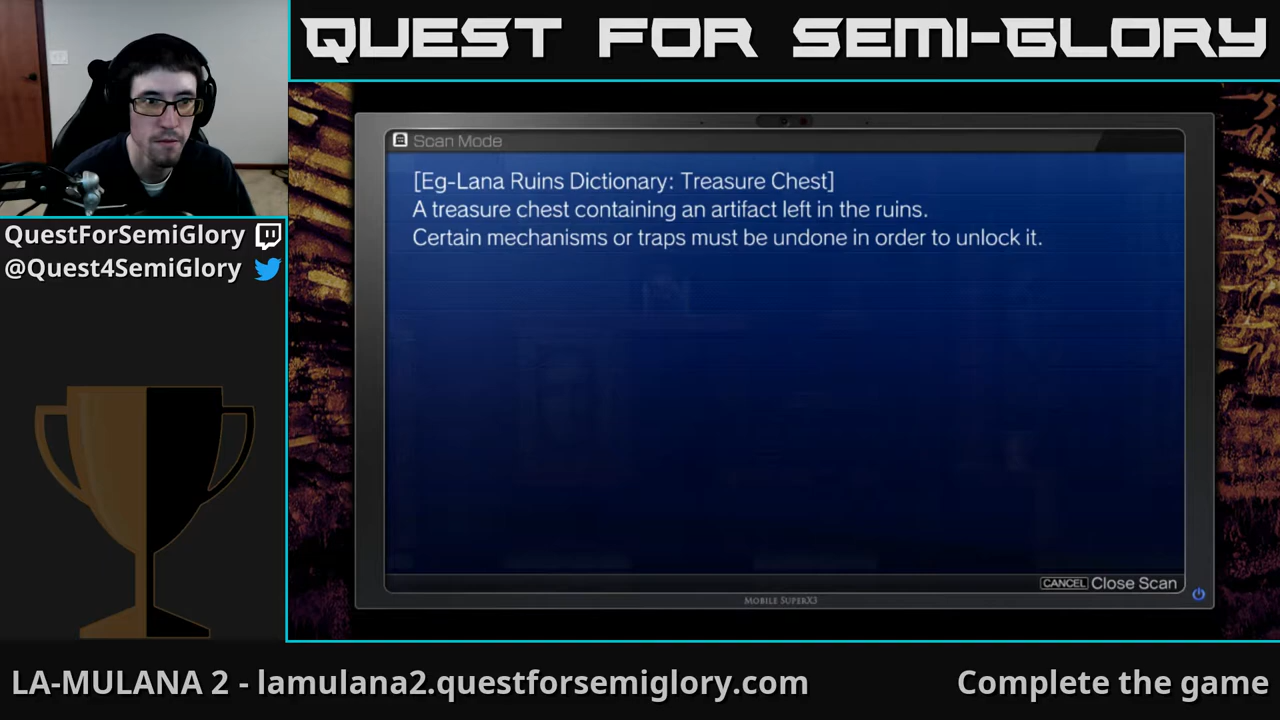 QUEST FOR SEMI-GLORY
Scan Mode
[Eg-Lana Ruins Dictionary: Treasure Chest]
A treasure chest containing an artifact left in the ruins.
Certain mechanisms or traps must be undone in order to unlock it.
QuestForSemiGlory
@Quest4SemiGlory
CANCEL Close Scan
MOBILE SUPERX3
LA-MULANA 2 - lamulana2.questforsemiglory.com
Complete the game